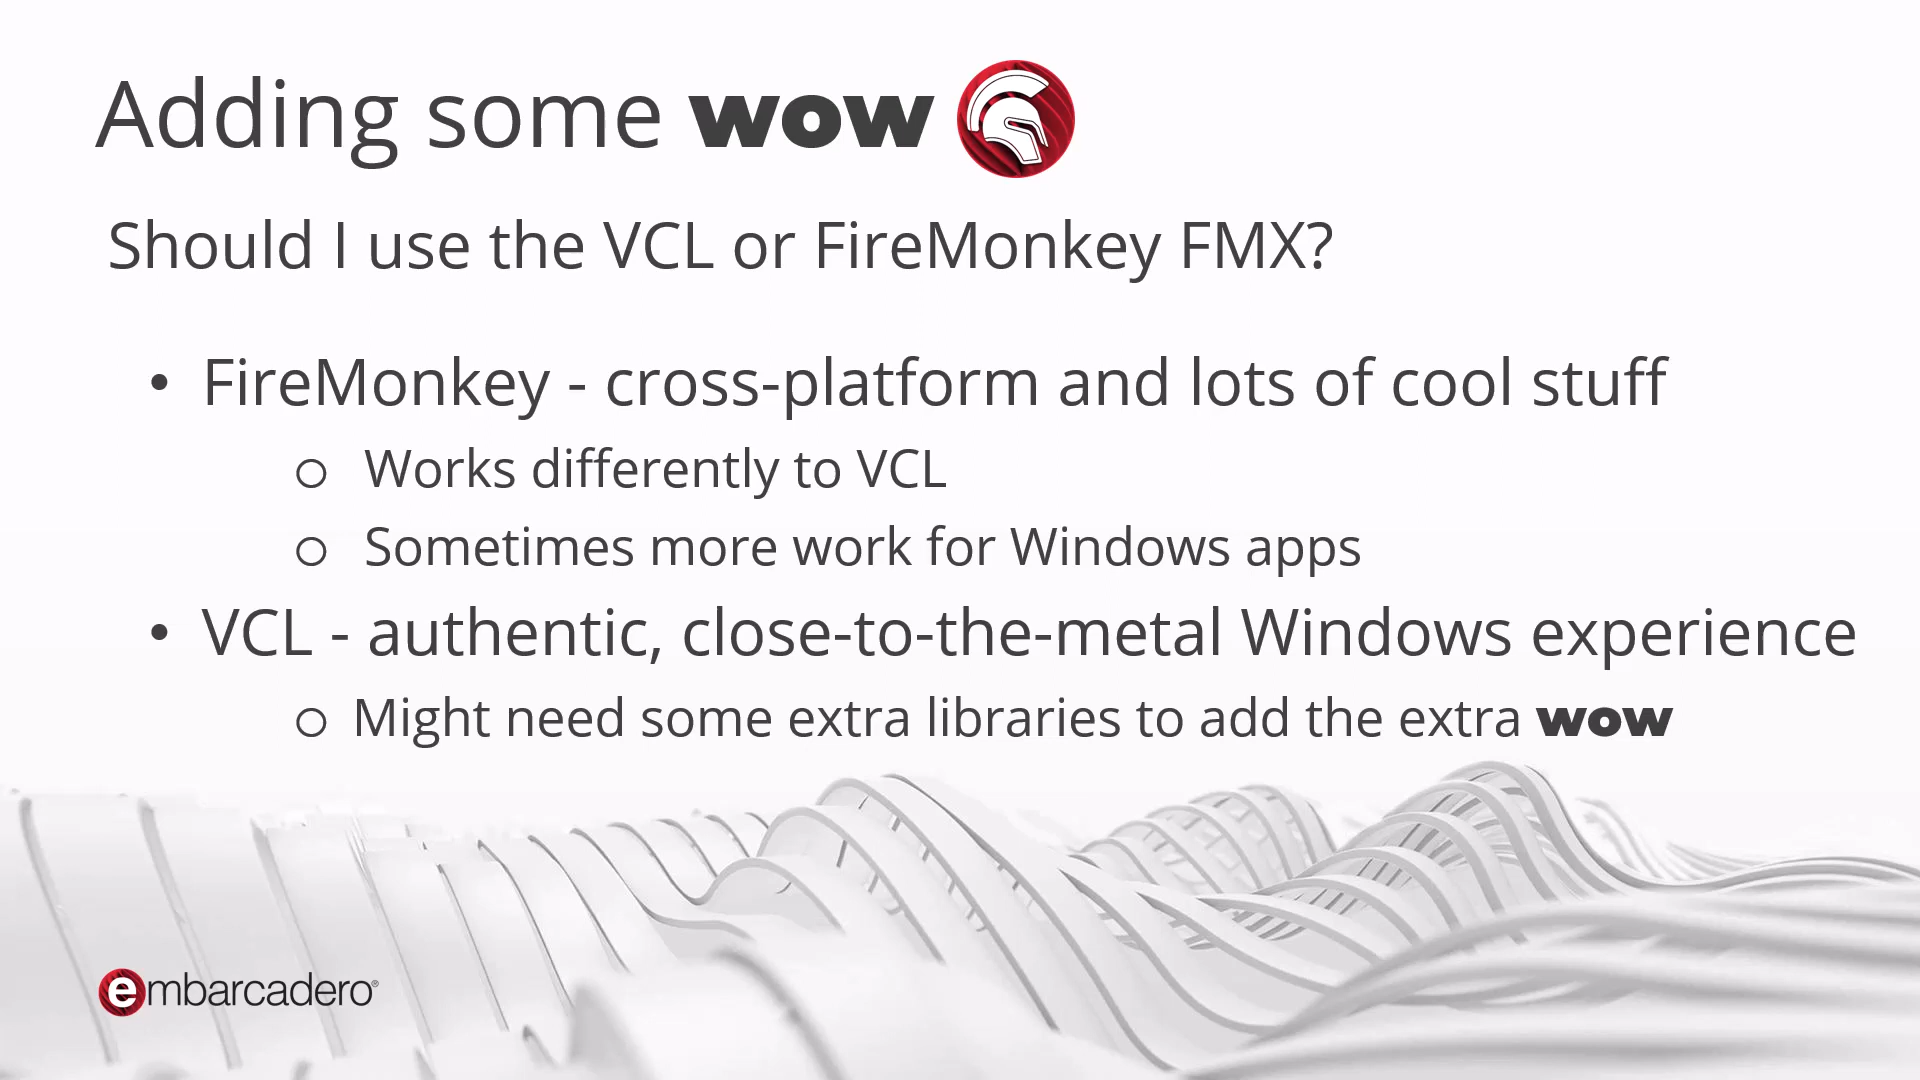 Adding some wow
Should I use the VCL or FireMonkey FMX?
• FireMonkey - cross-platform and lots of cool stuff
○ Works differently to VCL
○ Sometimes more work for Windows apps
• VCL - authentic, close-to-the-metal Windows experience
○ Might need some extra libraries to add the extra wow
embarcadero®